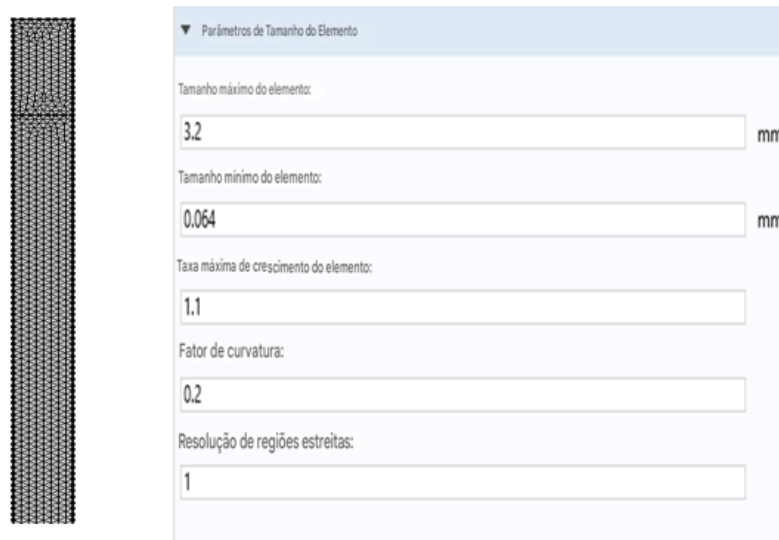 Parâmetros de Tamanho do Elemento
Tamanho máximo do elemento:
3.2 mm
Tamanho mínimo do elemento:
0.064 mm
Taxa máxima de crescimento do elemento:
1.1
Fator de curvatura:
0.2
Resolução de regiões estreitas:
1